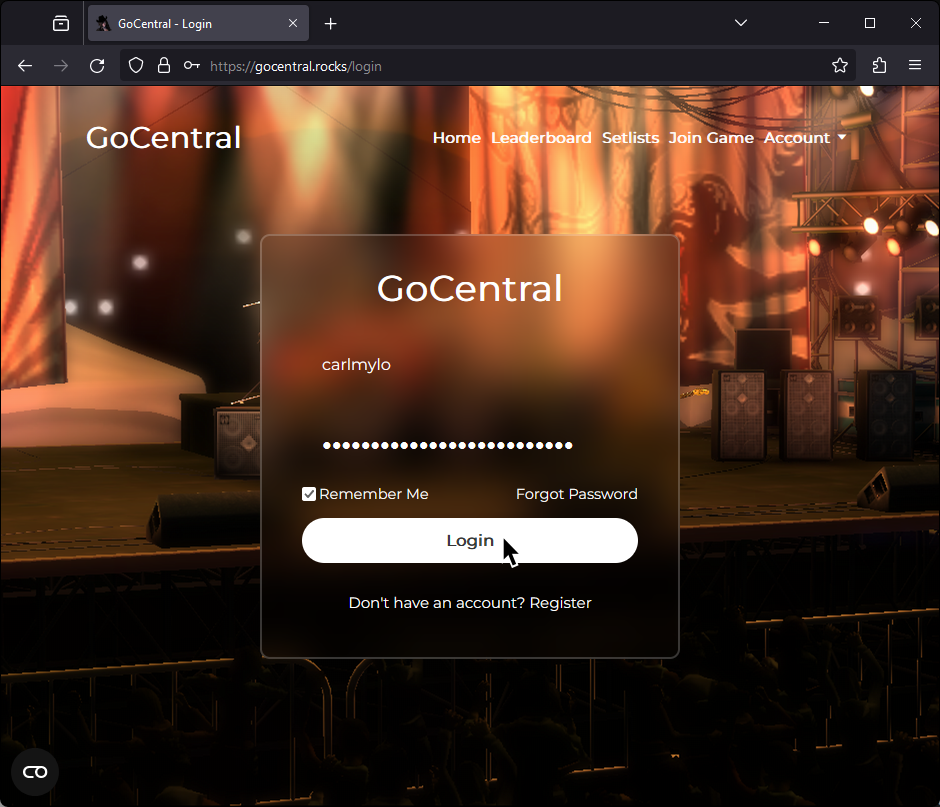 GoCentral - Login
https://gocentral.rocks/login
GoCentral
Home Leaderboard Setlists Join Game Account
GoCentral
carlmylo
••••••••••••••••••••••••••
Remember Me Forgot Password
Login
Don't have an account? Register